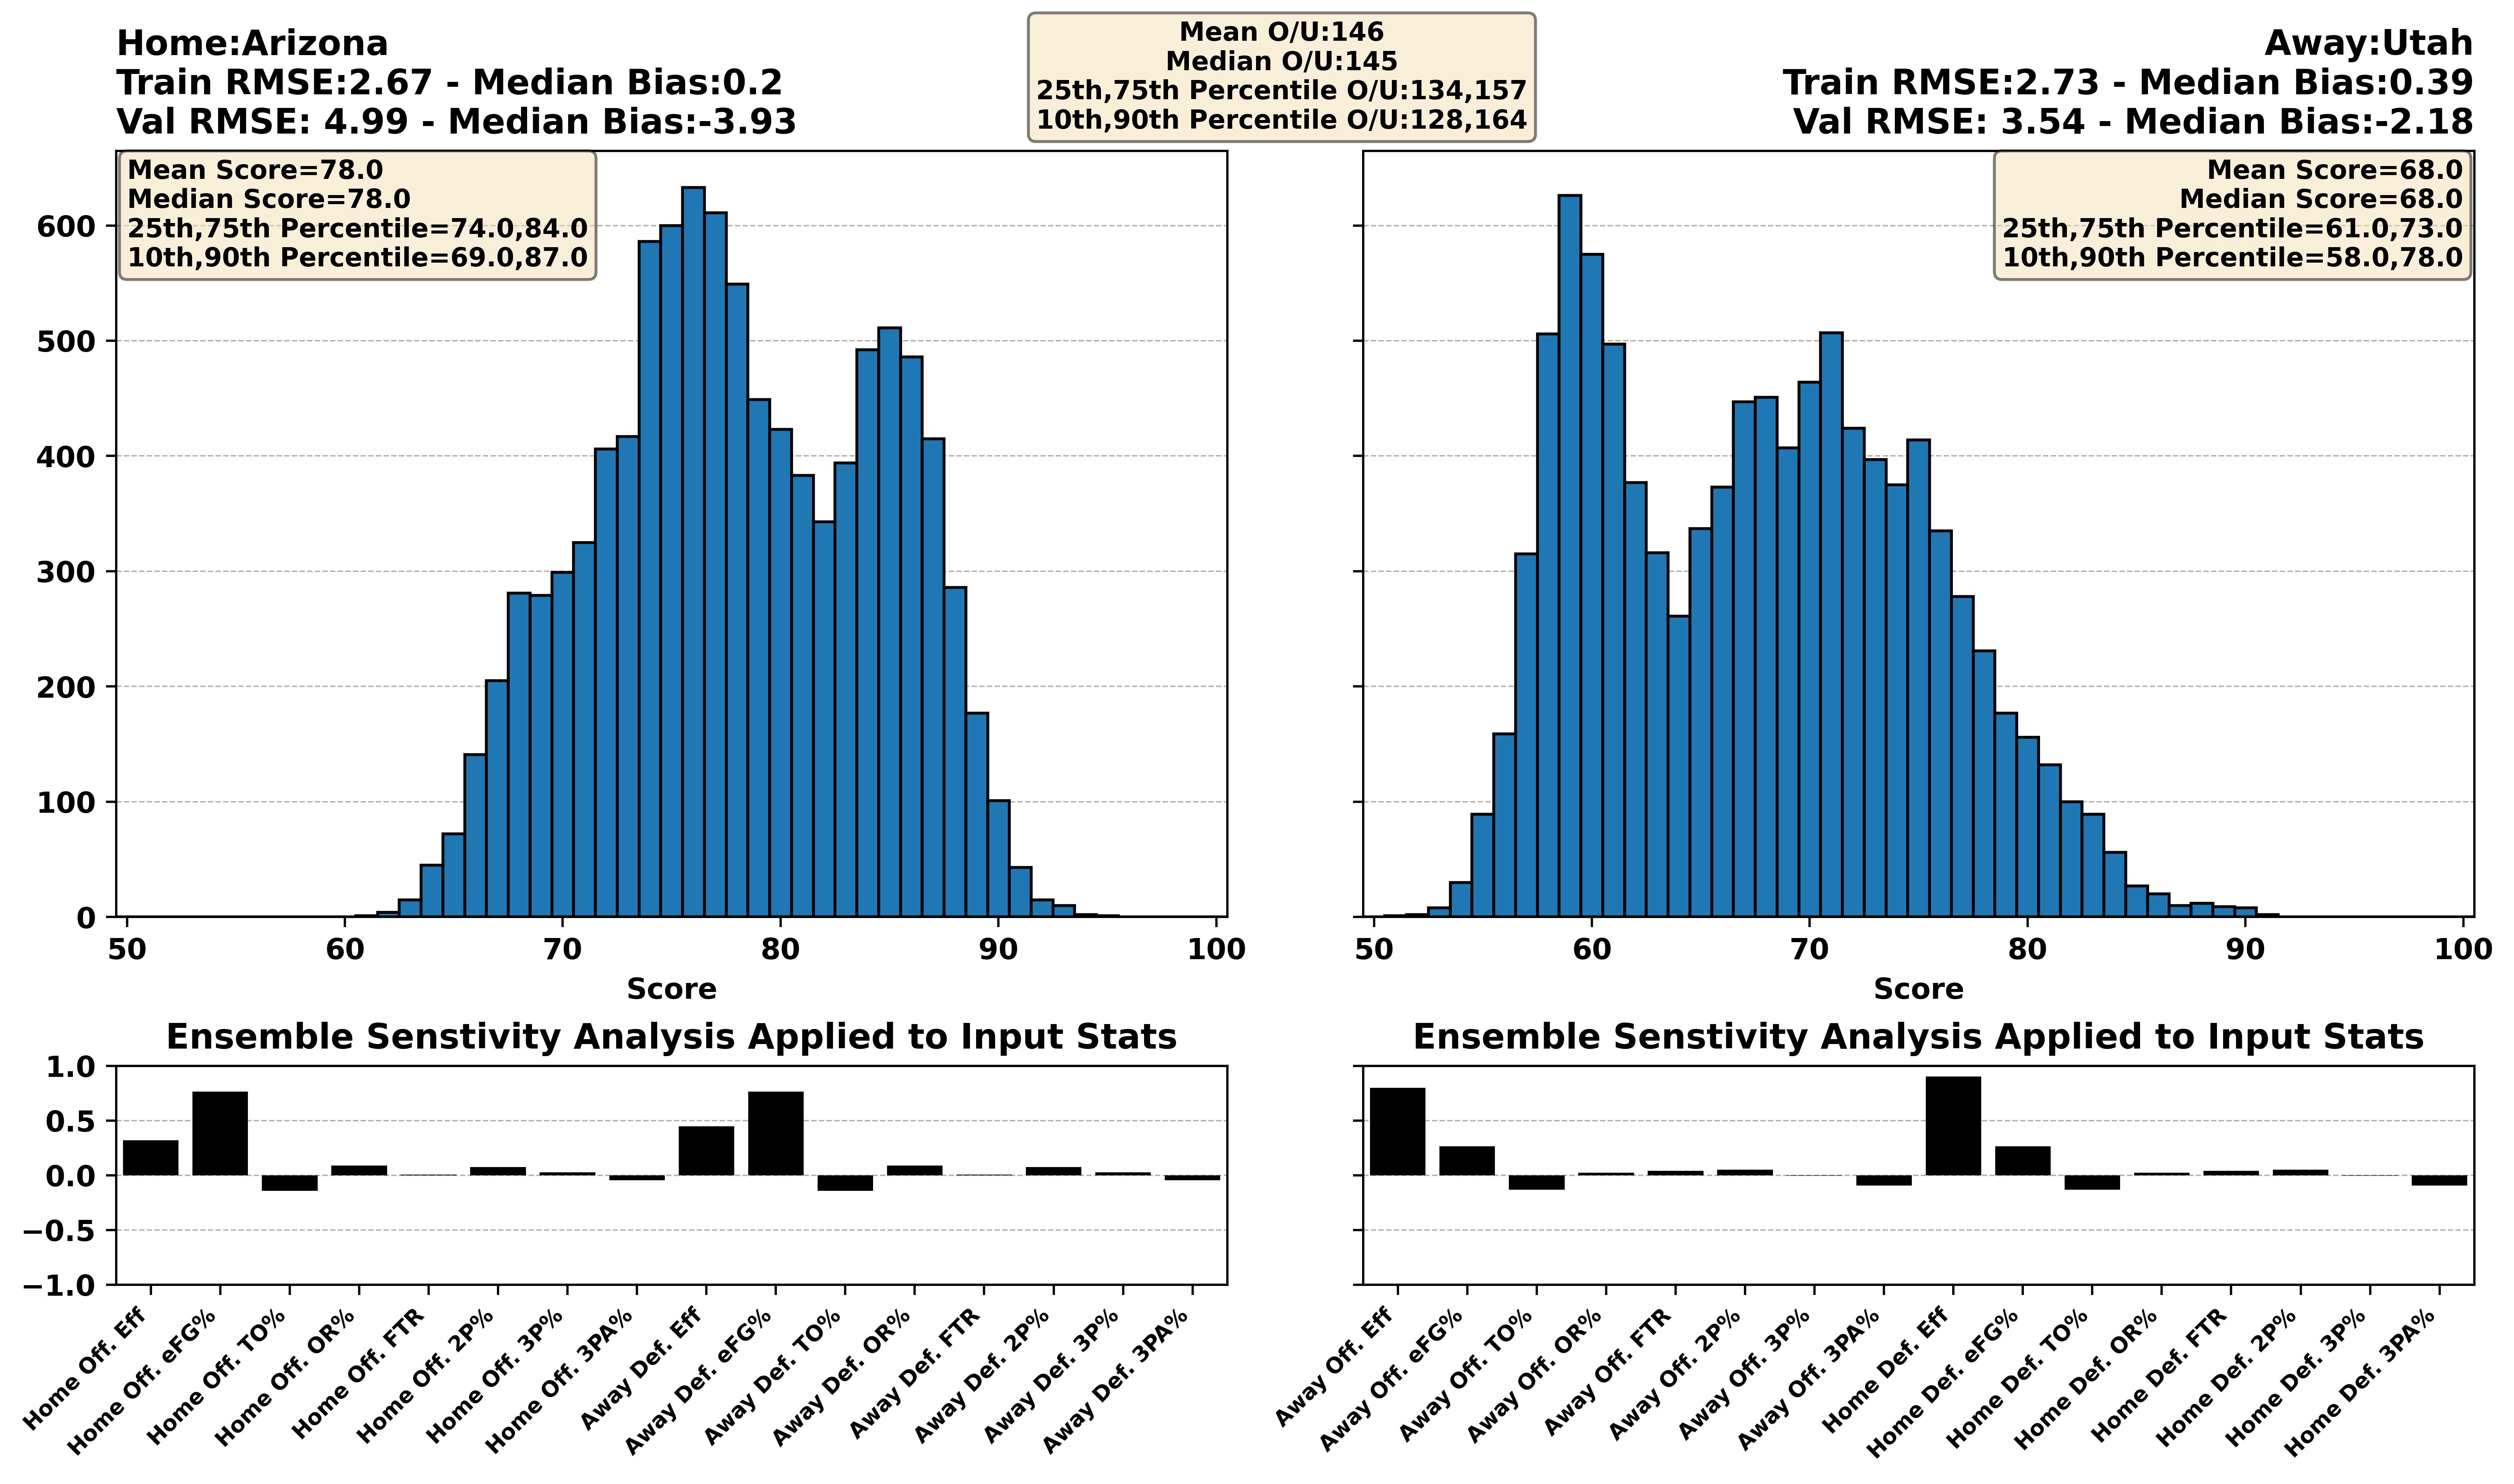 Home:Arizona
Train RMSE:2.67 - Median Bias:0.2
Val RMSE: 4.99 - Median Bias:-3.93
Mean O/U:146
Median O/U:145
25th,75th Percentile O/U:134,157
10th,90th Percentile O/U:128,164
Away:Utah
Train RMSE:2.73 - Median Bias:0.39
Val RMSE: 3.54 - Median Bias:-2.18
Mean Score=78.0
Median Score=78.0
25th,75th Percentile=74.0,84.0
10th,90th Percentile=69.0,87.0
600
500
400
300
200
100
0
50 60 70 80 90 100
Score
Mean Score=68.0
Median Score=68.0
25th,75th Percentile=61.0,73.0
10th,90th Percentile=58.0,78.0
50 60 70 80 90 100
Score
Ensemble Senstivity Analysis Applied to Input Stats
1.0
0.5
0.0
−0.5
−1.0
Home Off. Eff
Home Off. eFG%
Home Off. TO%
Home Off. OR%
Home Off. FTR
Home Off. 2P%
Home Off. 3P%
Home Off. 3PA%
Away Def. Eff
Away Def. eFG%
Away Def. TO%
Away Def. OR%
Away Def. FTR
Away Def. 2P%
Away Def. 3P%
Away Def. 3PA%
Ensemble Senstivity Analysis Applied to Input Stats
Away Off. Eff
Away Off. eFG%
Away Off. TO%
Away Off. OR%
Away Off. FTR
Away Off. 2P%
Away Off. 3P%
Away Off. 3PA%
Home Def. Eff
Home Def. eFG%
Home Def. TO%
Home Def. OR%
Home Def. FTR
Home Def. 2P%
Home Def. 3P%
Home Def. 3PA%